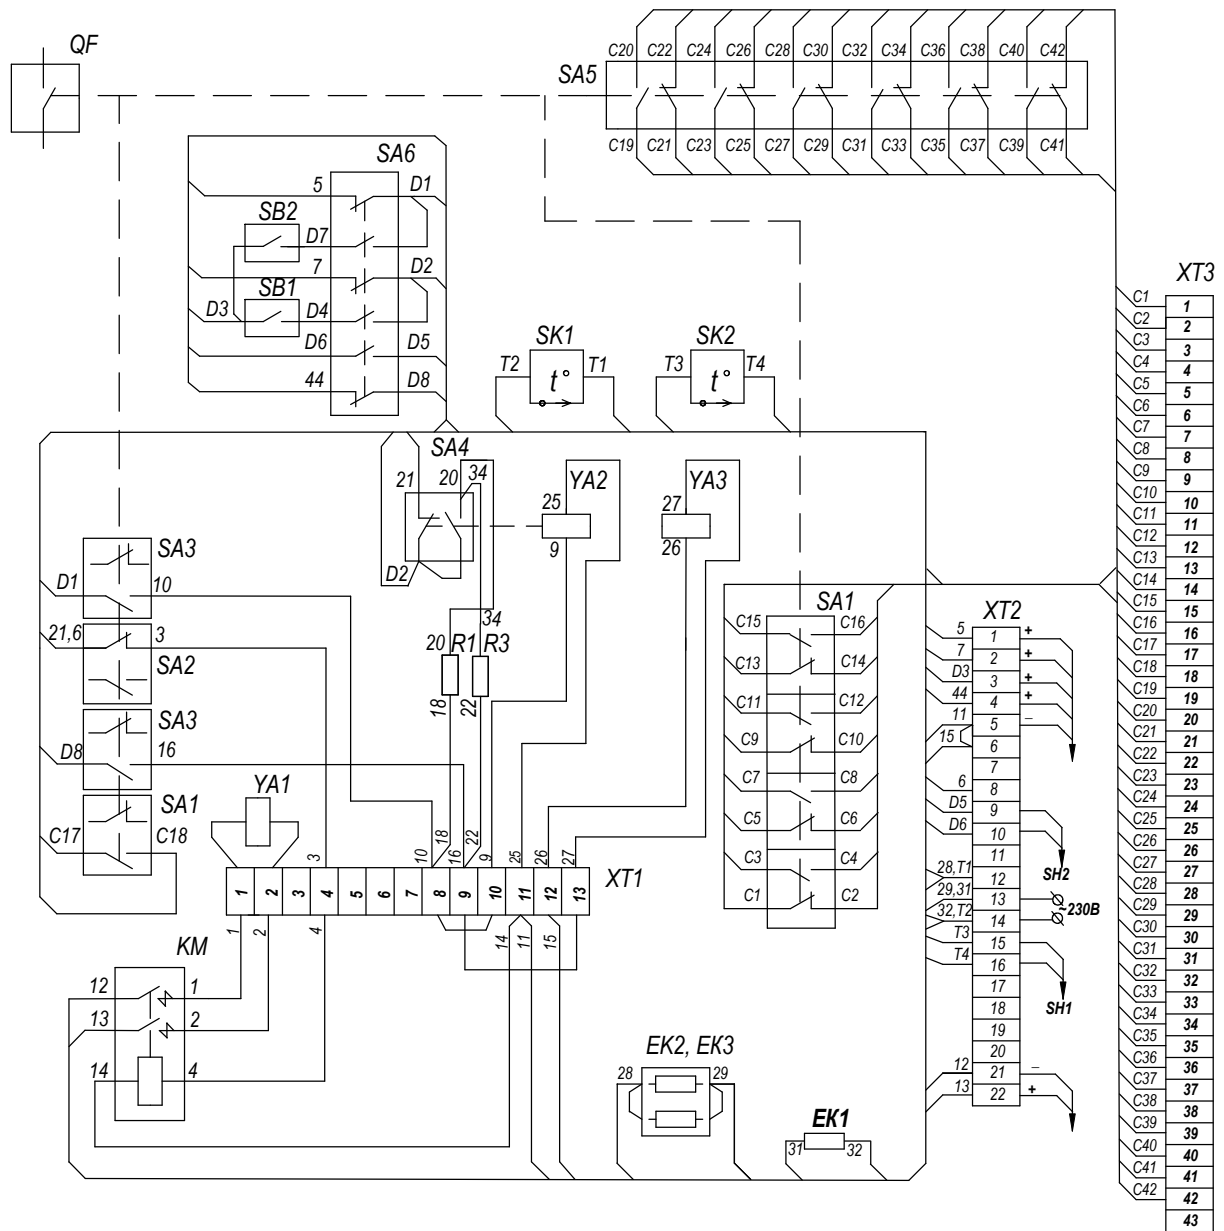 QF
SA5
C20 C22 C24 C26 C28 C30 C32 C34 C36 C38 C40 C42
C19 C21 C23 C25 C27 C29 C31 C33 C35 C37 C39 C41
SA6
5 D1
SB2
D7
7 D2
SB1
D3 D4
D6 D5
44 D8
SK1
T2 T1
t°
SK2
T3 T4
t°
SA4
21 20 34
D2
YA2
25
9
YA3
27
26
SA3
D1 10
21,6 3
SA2
SA3
D8 16
SA1
C17 C18
YA1
34
20 R1 R3
18 22
3 10 18 16 22 9 25 26 27
1 2 3 4 5 6 7 8 9 10 11 12 13
XT1
1 2 4 14 11 15
KM
12 1
13 2
14 4
EK2, EK3
28 29
EK1
31 32
SA1
C15 C16
C13 C14
C11 C12
C9 C10
C7 C8
C5 C6
C3 C4
C1 C2
XT2
5 1 +
7 2 +
D3 3 +
44 4 +
11 5 –
15 6
7
6 8
D5 9
D6 10
SH2
11
28,T1 12
29,31 13
~230В
32,T2 14
T3 15
T4 16
SH1
17
18
19
20
12 21 –
13 22 +
XT3
C1 1
C2 2
C3 3
C4 4
C5 5
C6 6
C7 7
C8 8
C9 9
C10 10
C11 11
C12 12
C13 13
C14 14
C15 15
C16 16
C17 17
C18 18
C19 19
C20 20
C21 21
C22 22
C23 23
C24 24
C25 25
C26 26
C27 27
C28 28
C29 29
C30 30
C31 31
C32 32
C33 33
C34 34
C35 35
C36 36
C37 37
C38 38
C39 39
C40 40
C41 41
C42 42
43